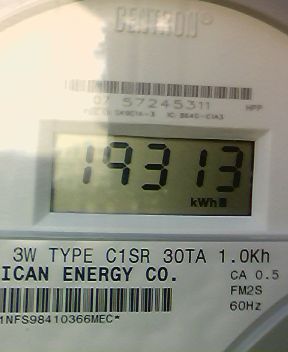 CENTRON®
07 57245311 HPP
19313
kWh
3W TYPE C1SR 30TA 1.0Kh
ICAN ENERGY CO. CA 0.5
FM2S
60Hz
1NFS98410366MEC*